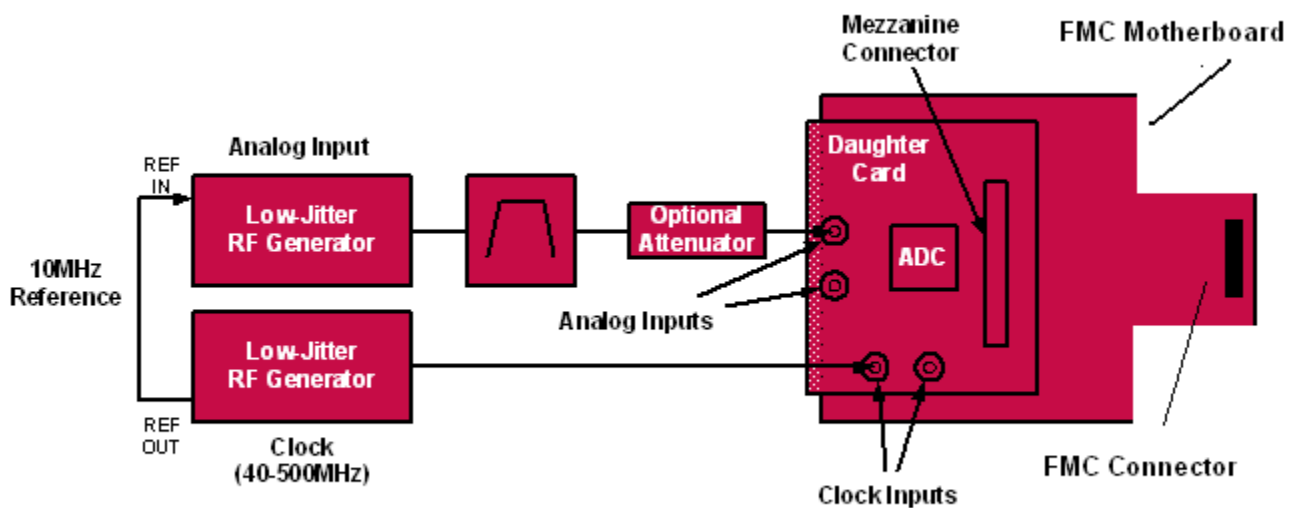 Mezzanine
Connector
FMC Motherboard
Analog Input
REF
IN
Low-Jitter
RF Generator
Optional
Attenuator
Daughter
Card
ADC
10MHz
Reference
Analog Inputs
Low-Jitter
RF Generator
REF
OUT
Clock
(40-500MHz)
Clock Inputs
FMC Connector